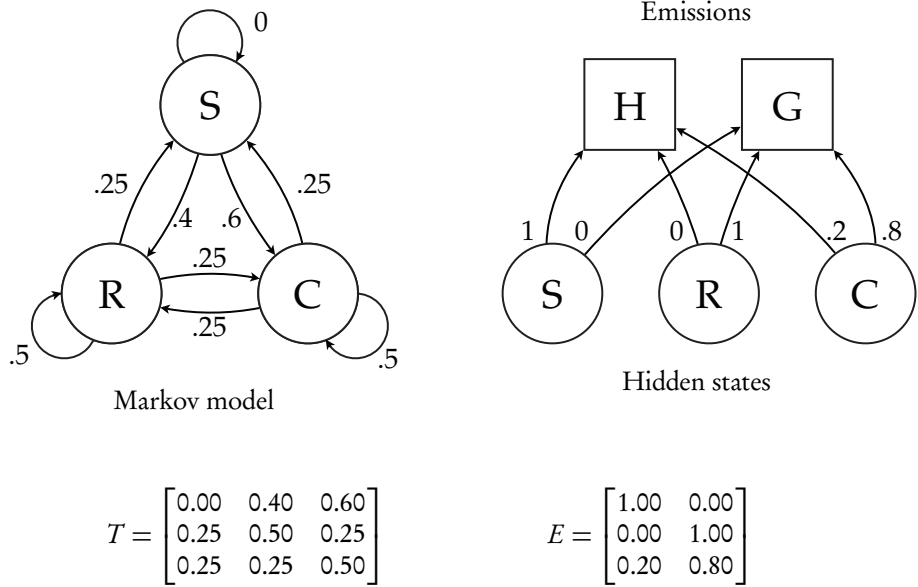 Emissions
0
S
H
G
.25
.4
.6
.25
1
0
0
1
.2
.8
.25
R
C
S
R
C
.25
.5
.5
Hidden states
Markov model
T = [0.00 0.40 0.60
0.25 0.50 0.25
0.25 0.25 0.50]
E = [1.00 0.00
0.00 1.00
0.20 0.80]